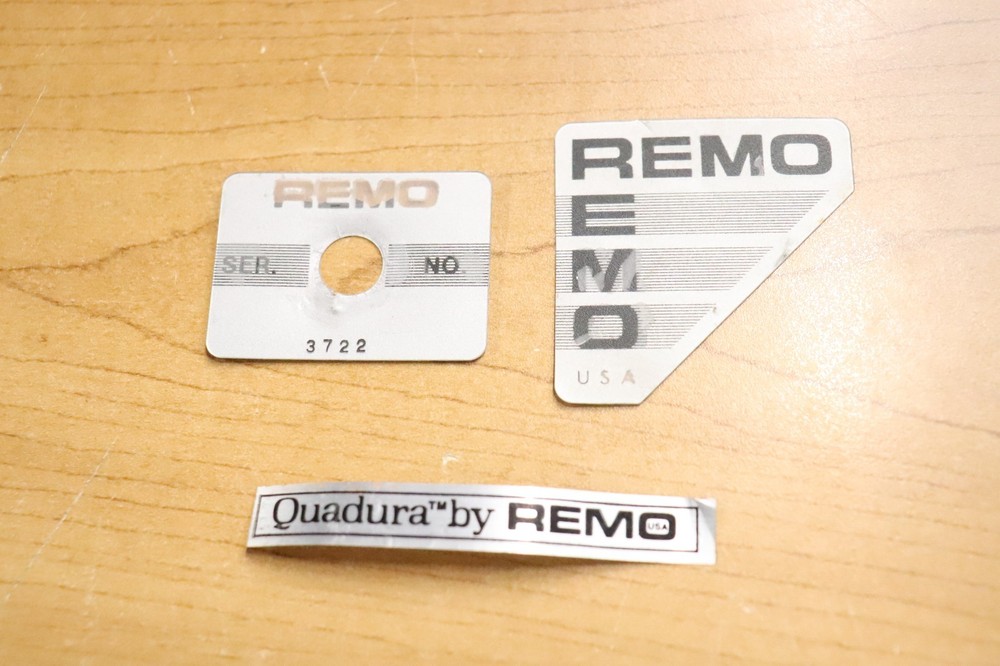 REMO
SER. NO.
3722
REMO
E
M
O
USA
Quadura™ by REMO USA